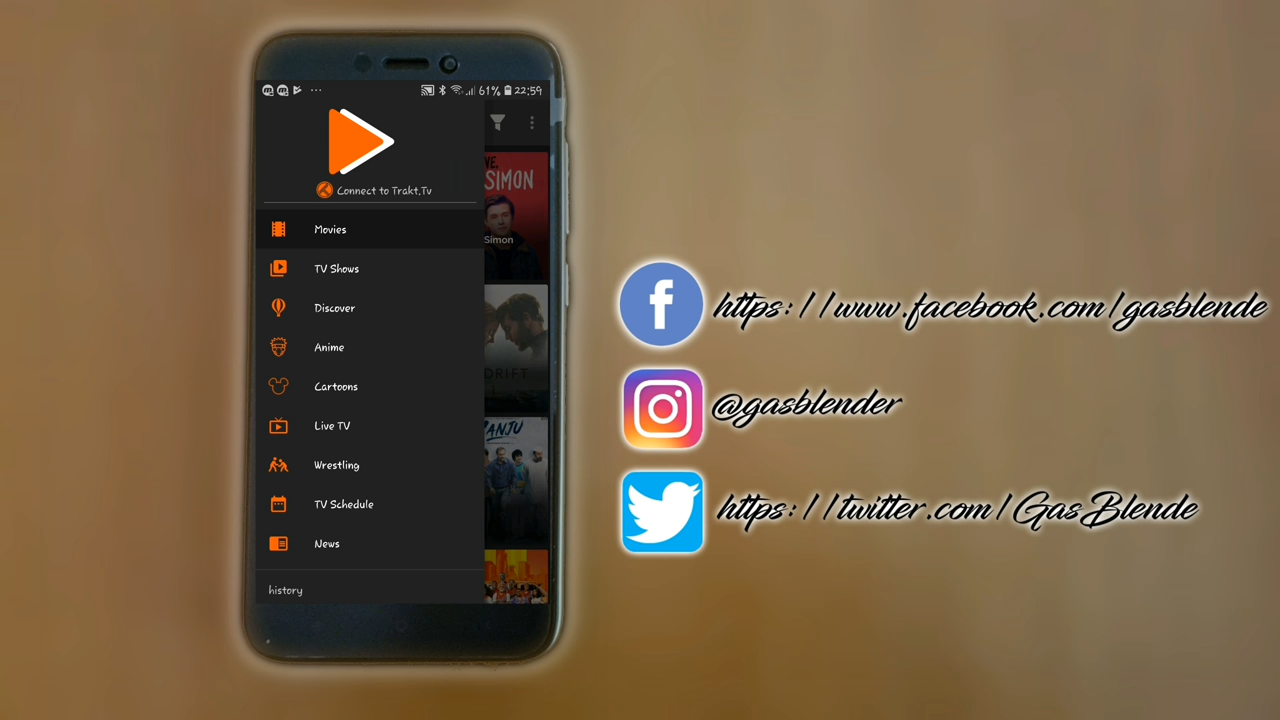 61% 22:59
Connect to Trakt.Tv
Movies
TV Shows
Discover
Anime
Cartoons
Live TV
Wrestling
TV Schedule
News
history
SIMON
Simon
https://www.facebook.com/gasblende
@gasblender
https://twitter.com/GasBlende